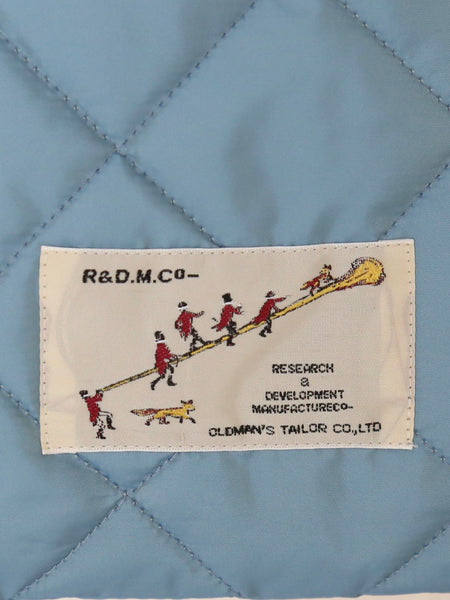 R&D.M.Co-
RESEARCH
&
DEVELOPMENT
MANUFACTURECO-
OLDMAN'S TAILOR CO.,LTD